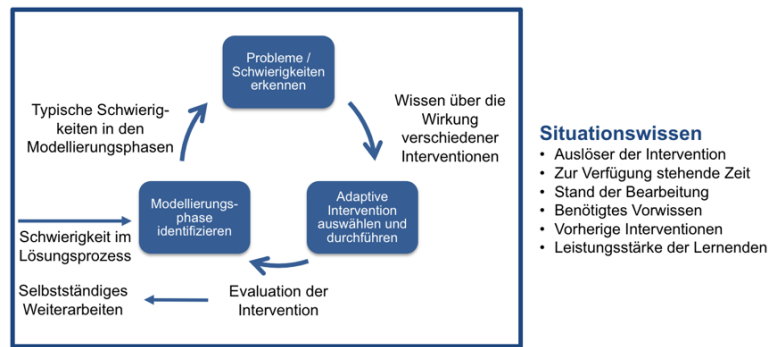 Probleme /
Schwierigkeiten
erkennen
Typische Schwierig-
keiten in den
Modellierungsphasen
Wissen über die
Wirkung
verschiedener
Interventionen
Modellierungs-
phase
identifizieren
Adaptive
Intervention
auswählen und
durchführen
Schwierigkeit im
Lösungsprozess
Selbstständiges
Weiterarbeiten
Evaluation der
Intervention
Situationswissen
• Auslöser der Intervention
• Zur Verfügung stehende Zeit
• Stand der Bearbeitung
• Benötigtes Vorwissen
• Vorherige Interventionen
• Leistungsstärke der Lernenden